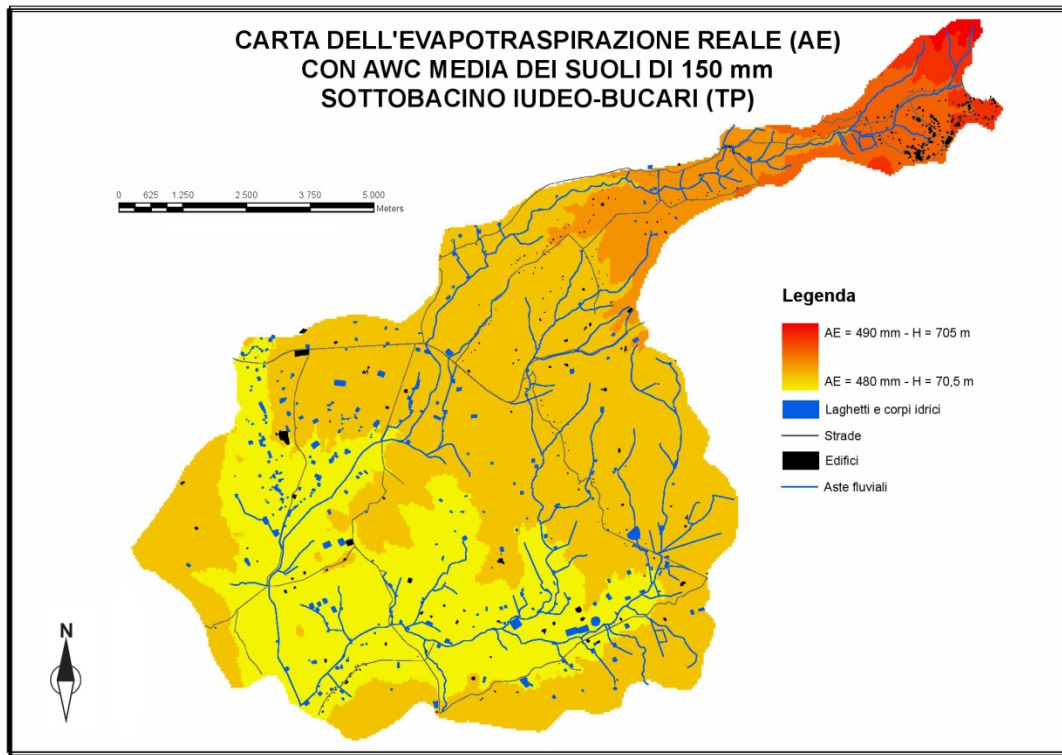 CARTA DELL'EVAPOTRASPIRAZIONE REALE (AE)
CON AWC MEDIA DEI SUOLI DI 150 mm
SOTTOBACINO IUDEO-BUCARI (TP)
0 625 1.250 2.500 3.750 5.000
Meters
Legenda
AE = 490 mm - H = 705 m
AE = 480 mm - H = 70,5 m
Laghetti e corpi idrici
Strade
Edifici
Aste fluviali
N